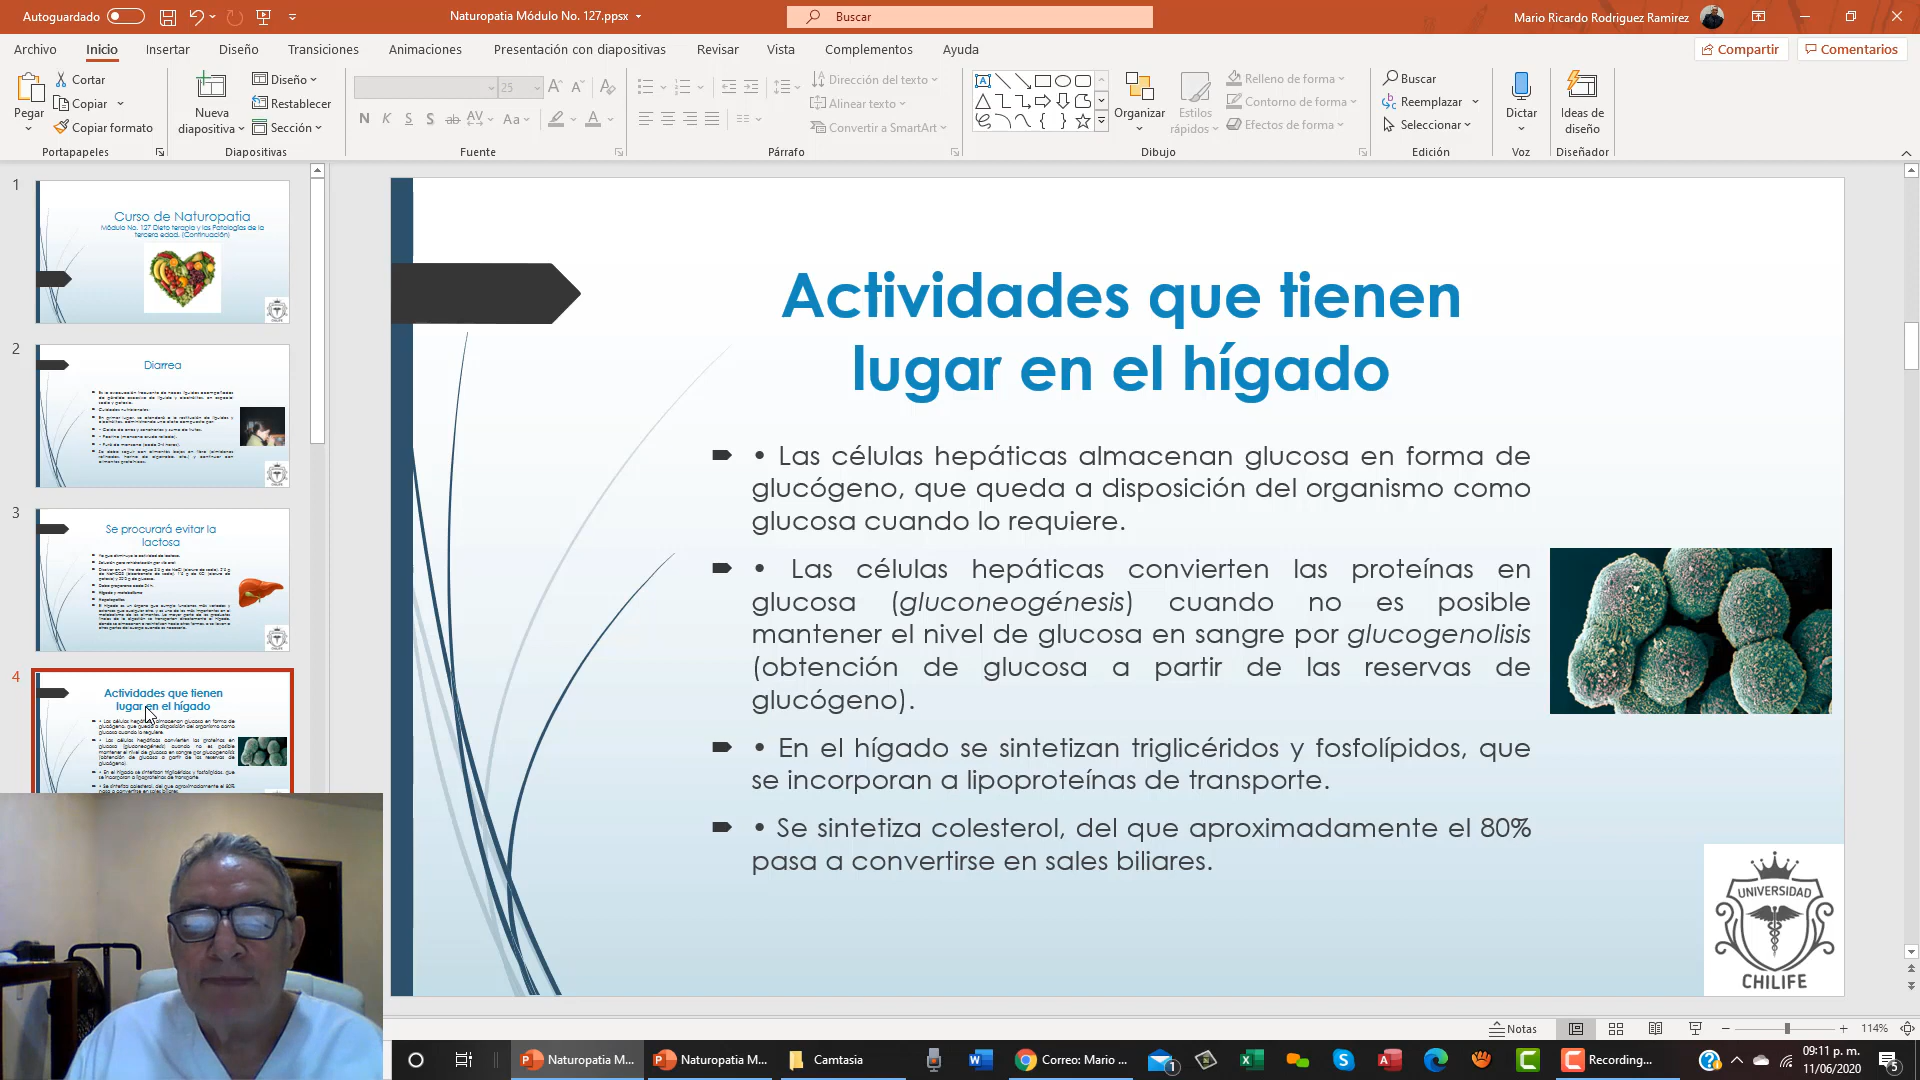 Autoguardado
Naturopatia Módulo No. 127.ppsx
Buscar
Mario Ricardo Rodriguez Ramirez
Archivo Inicio Insertar Diseño Transiciones Animaciones Presentación con diapositivas Revisar Vista Complementos Ayuda
Compartir
Comentarios
Pegar
Cortar
Copiar
Copiar formato
Portapapeles
Nueva
diapositiva
Diseño
Restablecer
Sección
Diapositivas
25
N K S S ab AV Aa A
Fuente
Dirección del texto
Alinear texto
Convertir a SmartArt
Párrafo
Organizar
Estilos
rápidos
Relleno de forma
Contorno de forma
Efectos de forma
Dibujo
Buscar
Reemplazar
Seleccionar
Edición
Dictar
Voz
Ideas de
diseño
Diseñador
1
Curso de Naturopatia
Módulo No. 127 Dieto terapia y las Patologías de la
tercera edad. (Continuación)
2
Diarrea
3
Se procurará evitar la
lactosa
4
Actividades que tienen
lugar en el hígado
Actividades que tienen
lugar en el hígado
• Las células hepáticas almacenan glucosa en forma de
glucógeno, que queda a disposición del organismo como
glucosa cuando lo requiere.
• Las células hepáticas convierten las proteínas en
glucosa (gluconeogénesis) cuando no es posible
mantener el nivel de glucosa en sangre por glucogenolisis
(obtención de glucosa a partir de las reservas de
glucógeno).
• En el hígado se sintetizan triglicéridos y fosfolípidos, que
se incorporan a lipoproteínas de transporte.
• Se sintetiza colesterol, del que aproximadamente el 80%
pasa a convertirse en sales biliares.
UNIVERSIDAD
CHILIFE
Notas
114%
Naturopatia M...
Naturopatia M...
Camtasia
Correo: Mario ...
1
Recording...
09:11 p. m.
11/06/2020
5